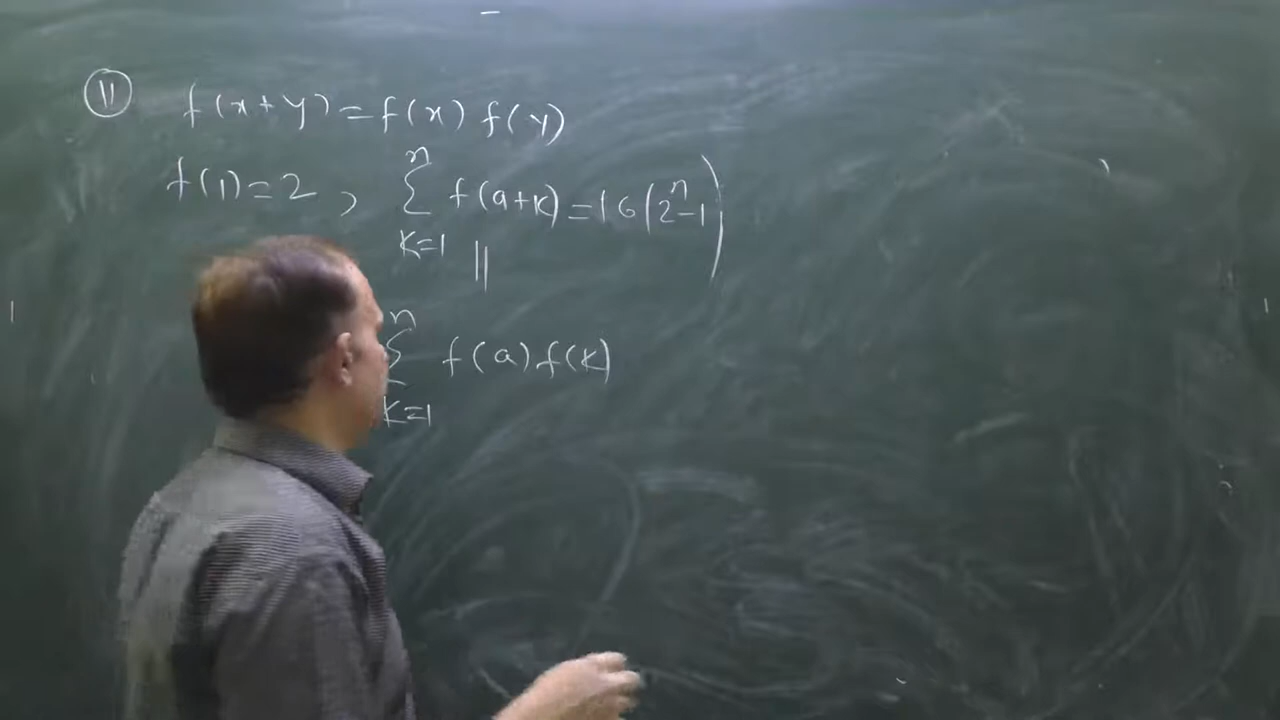 ⑪ f(x+y)=f(x) f(y)
n
f(1)=2 , Σ f(a+k)=16(2ⁿ-1)
k=1 ||
n
Σ f(a) f(k)
k=1